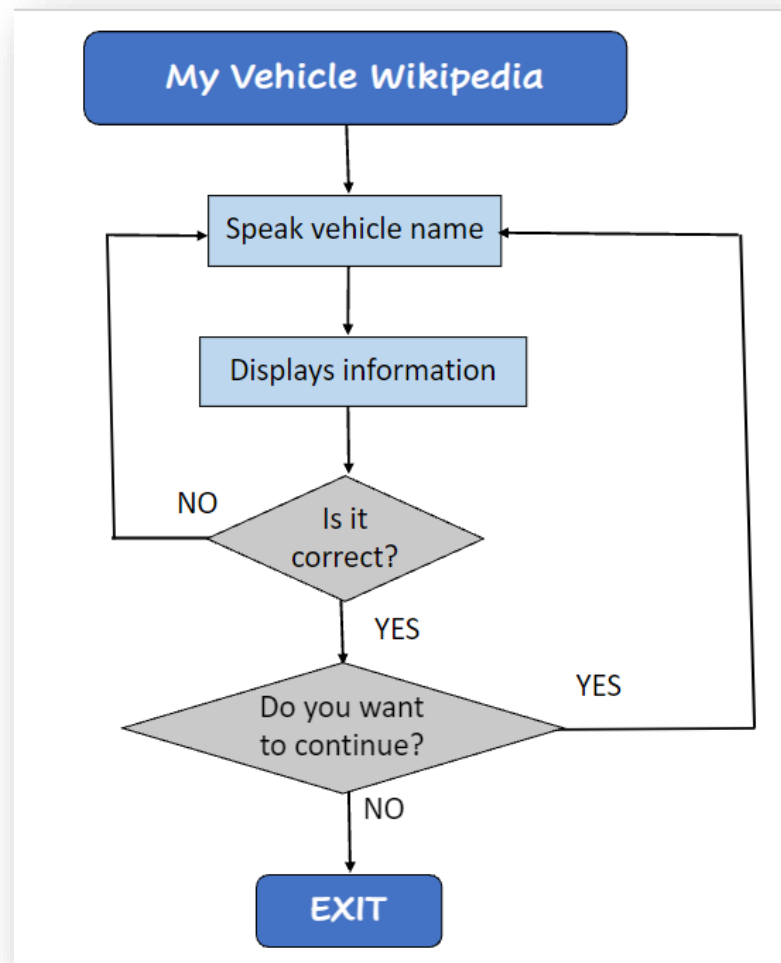 My Vehicle Wikipedia
Speak vehicle name
Displays information
NO
Is it
correct?
YES
Do you want
to continue?
YES
NO
EXIT